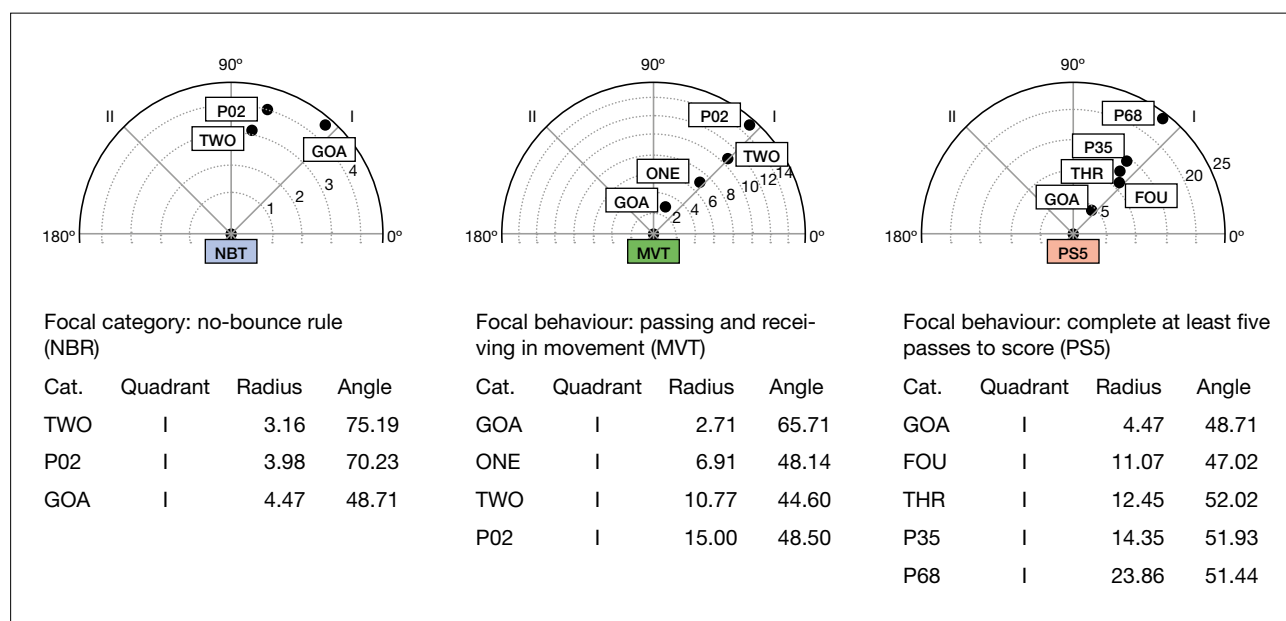 90º
II
I
P02
TWO
GOA
4
3
2
1
180º
0º
NBT
Focal category: no-bounce rule
(NBR)
Cat. Quadrant Radius Angle
TWO I 3.16 75.19
P02 I 3.98 70.23
GOA I 4.47 48.71
90º
II
I
P02
TWO
ONE
GOA
2 4 6 8 10 12 14
180º
0º
MVT
Focal behaviour: passing and recei-
ving in movement (MVT)
Cat. Quadrant Radius Angle
GOA I 2.71 65.71
ONE I 6.91 48.14
TWO I 10.77 44.60
P02 I 15.00 48.50
90º
II
I
P68
P35
THR
GOA
FOU
5
20
25
180º
0º
PS5
Focal behaviour: complete at least five
passes to score (PS5)
Cat. Quadrant Radius Angle
GOA I 4.47 48.71
FOU I 11.07 47.02
THR I 12.45 52.02
P35 I 14.35 51.93
P68 I 23.86 51.44